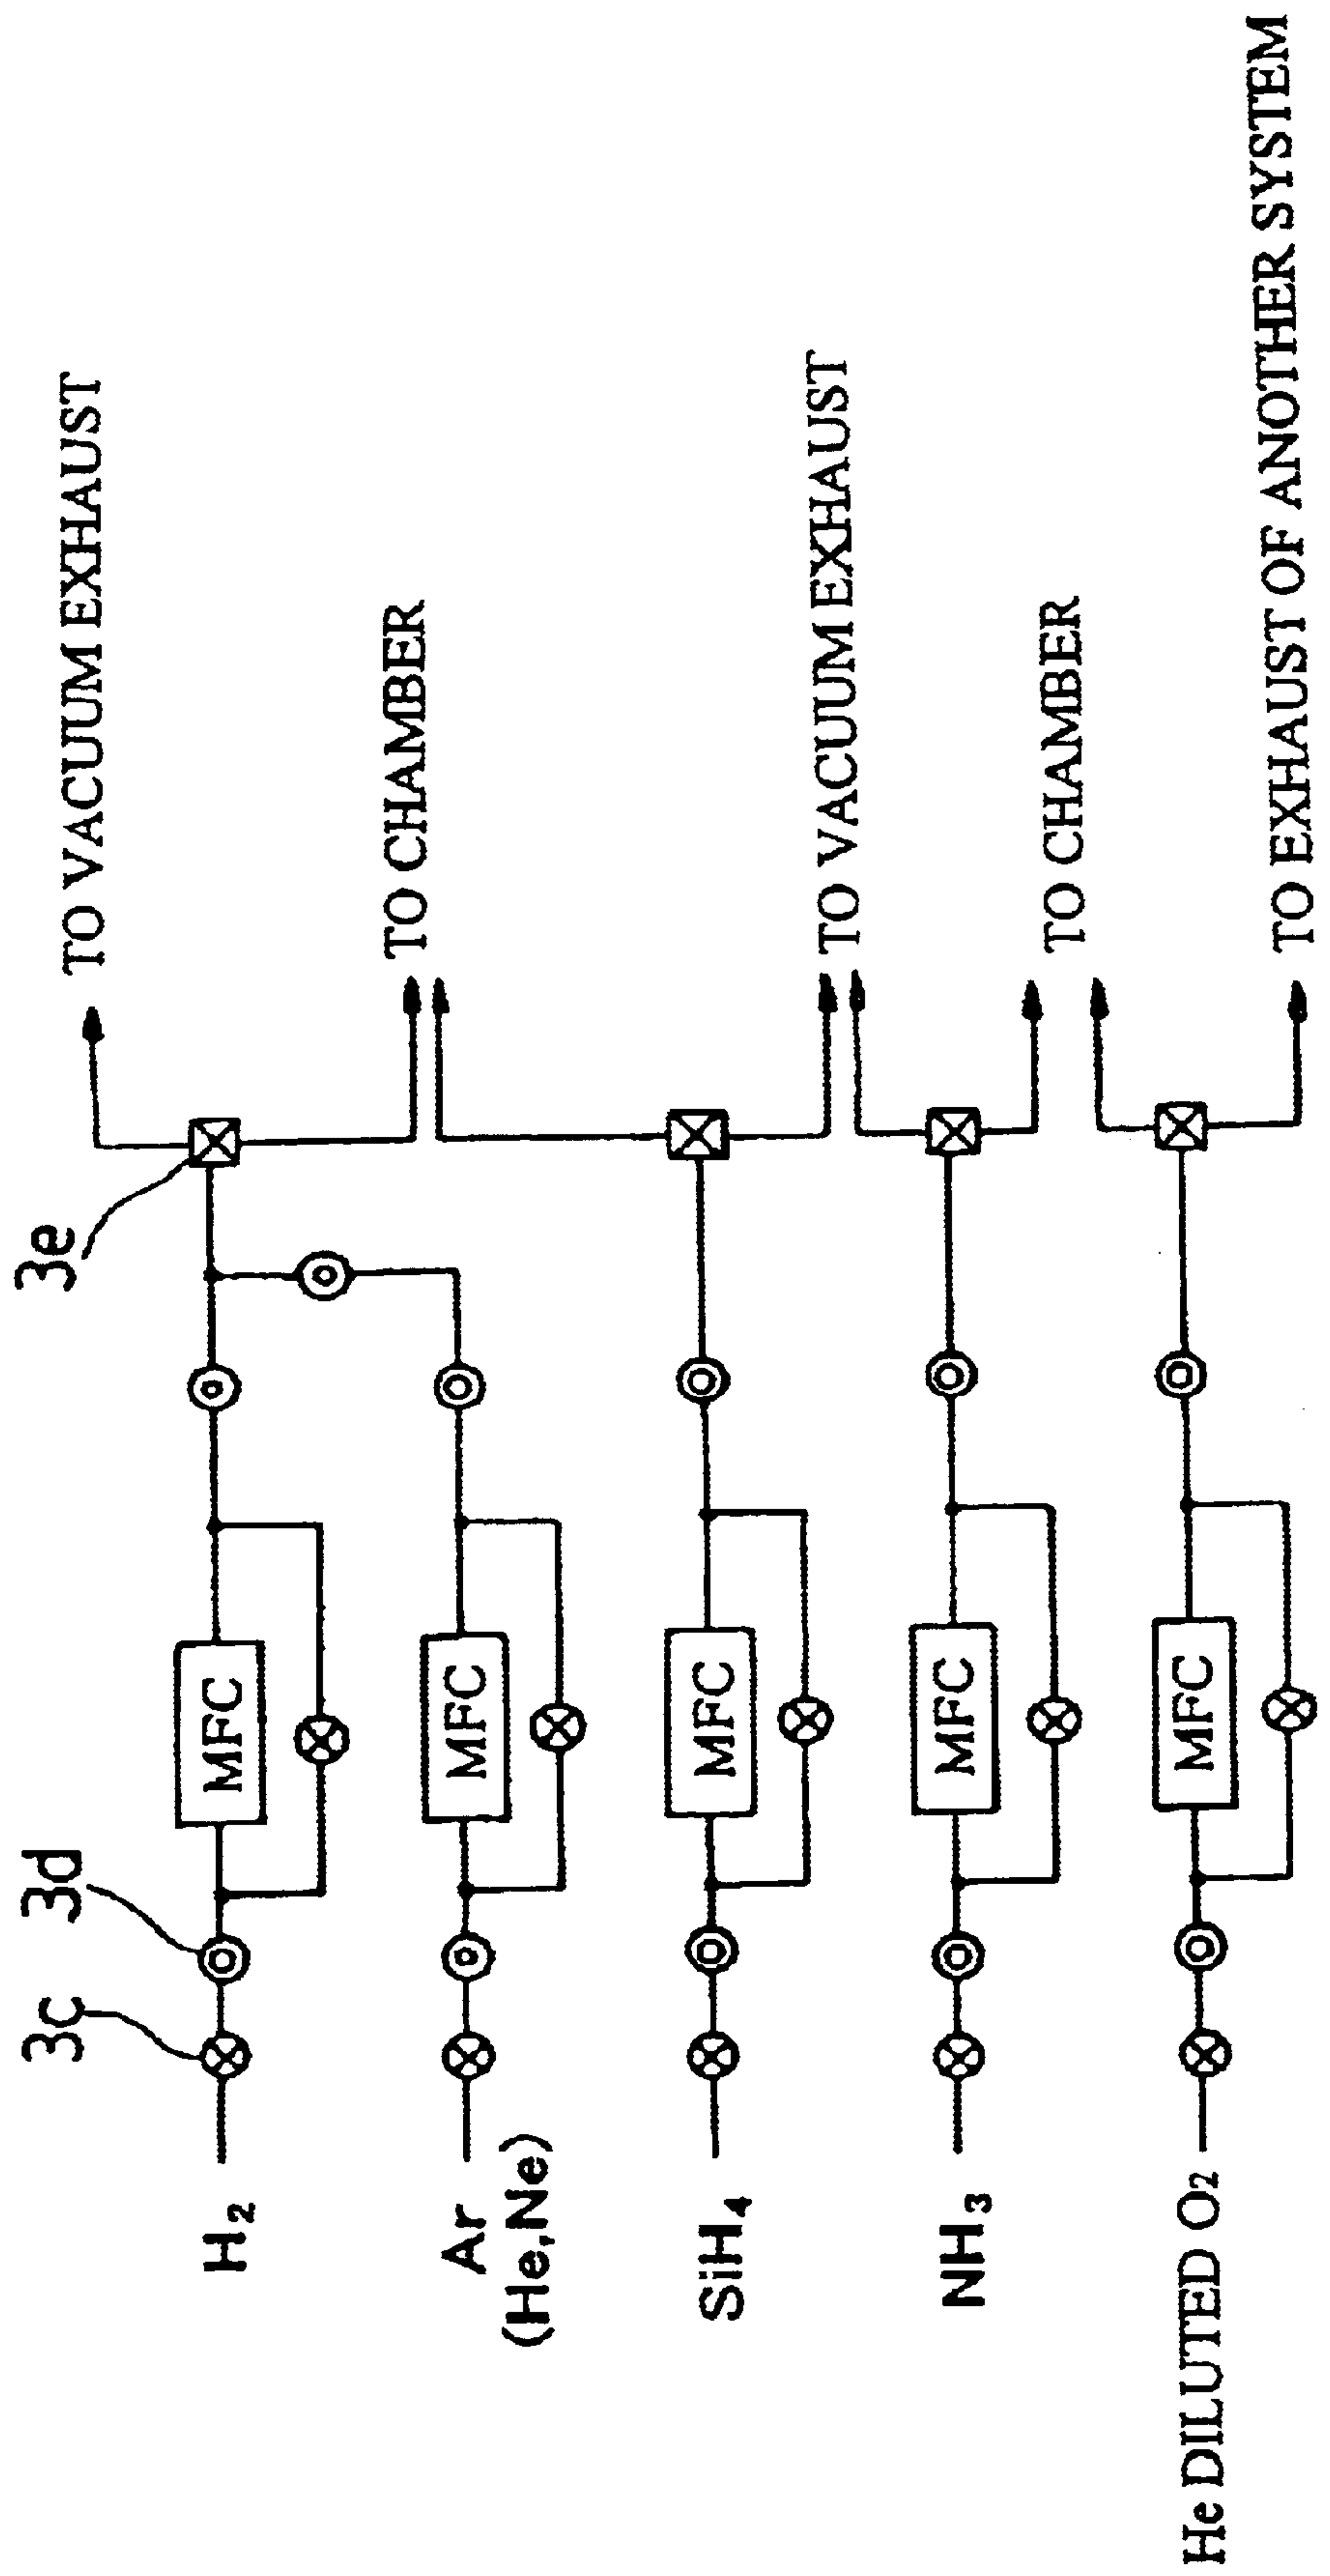 H₂
3c
3d
MFC
3e
TO VACUUM EXHAUST
TO CHAMBER
Ar
(He,Ne)
MFC
SiH₄
MFC
TO VACUUM EXHAUST
NH₃
MFC
TO CHAMBER
He DILUTED O₂
MFC
TO EXHAUST OF ANOTHER SYSTEM